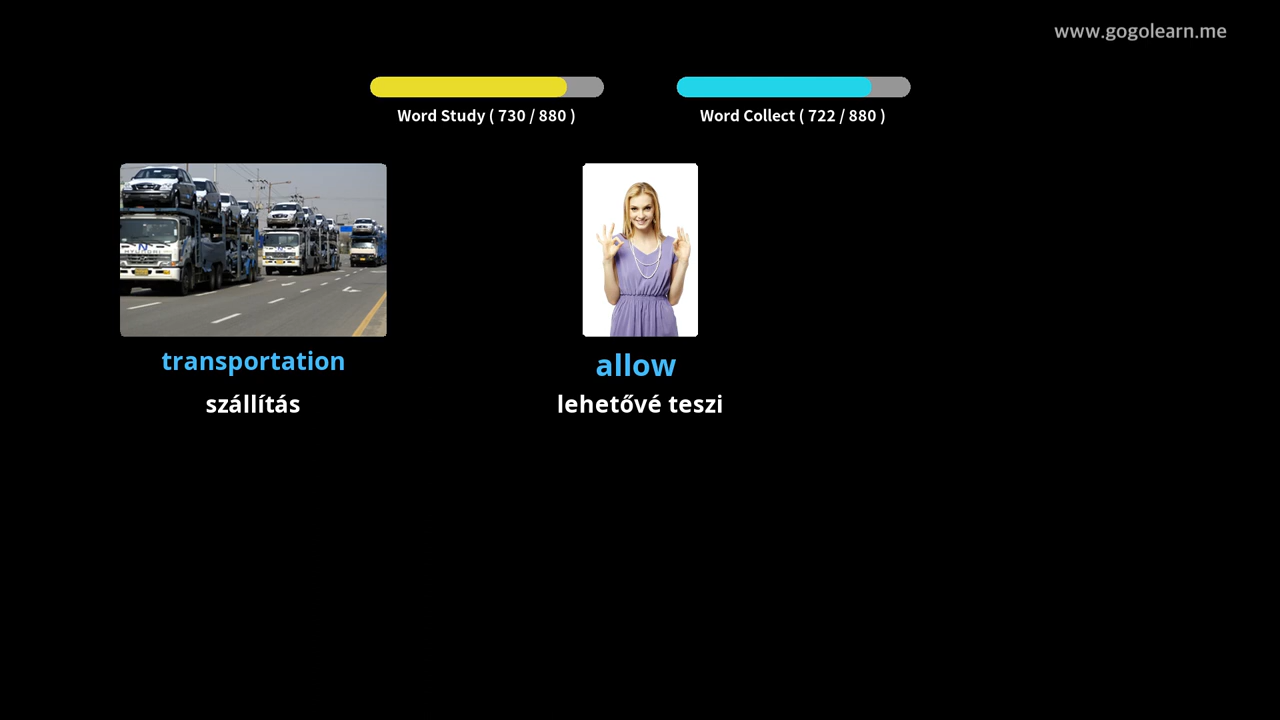 www.gogolearn.me
Word Study ( 730 / 880 )
Word Collect ( 722 / 880 )
transportation
szállítás
allow
lehetővé teszi